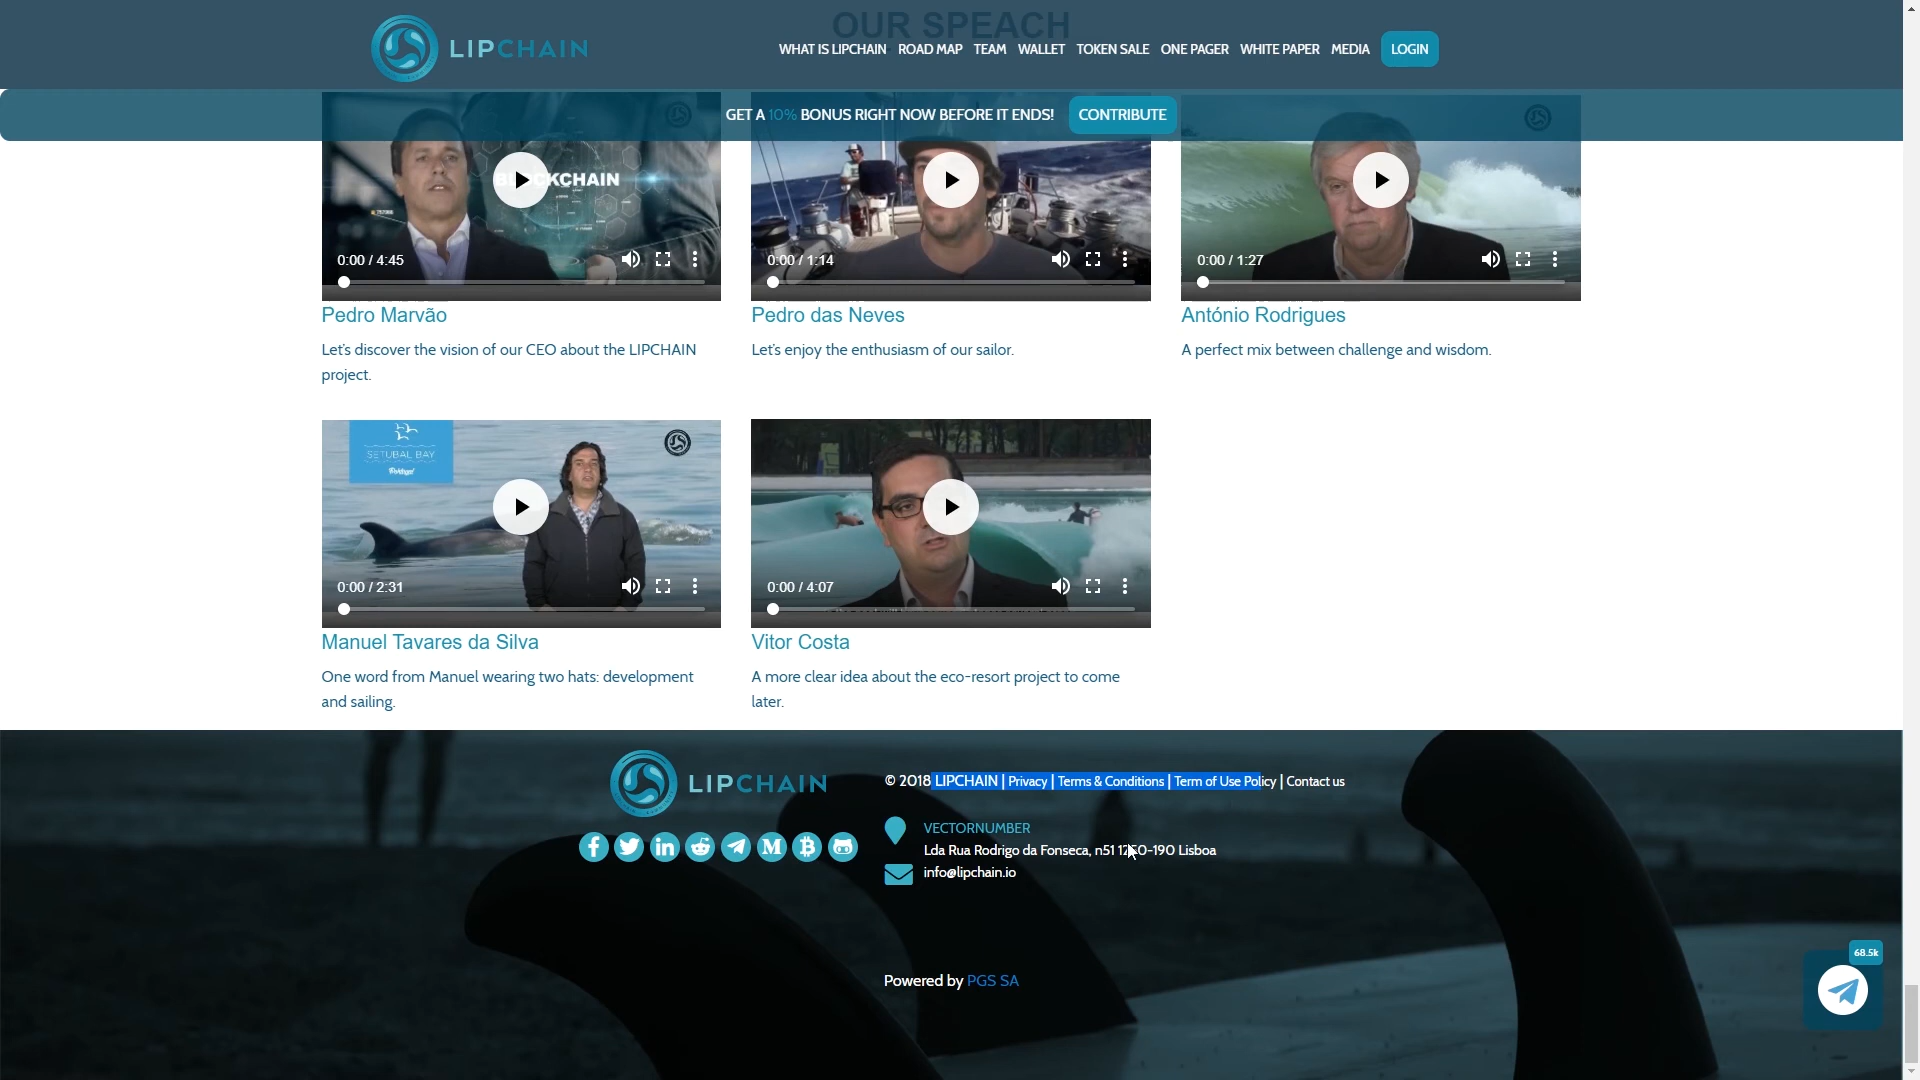 OUR SPEACH
LIPCHAIN
WHAT IS LIPCHAIN ROAD MAP TEAM WALLET TOKEN SALE ONE PAGER WHITE PAPER MEDIA LOGIN
GET A 10% BONUS RIGHT NOW BEFORE IT ENDS! CONTRIBUTE
0:00 / 4:45
0:00 / 1:14
0:00 / 1:27
Pedro Marvão
Pedro das Neves
António Rodrigues
Let's discover the vision of our CEO about the LIPCHAIN
project.
Let's enjoy the enthusiasm of our sailor.
A perfect mix between challenge and wisdom.
SETUBAL BAY
0:00 / 2:31
0:00 / 4:07
Manuel Tavares da Silva
Vitor Costa
One word from Manuel wearing two hats: development
and sailing.
A more clear idea about the eco-resort project to come
later.
LIPCHAIN
© 2018 LIPCHAIN | Privacy | Terms & Conditions | Term of Use Policy | Contact us
VECTORNUMBER
Lda Rua Rodrigo da Fonseca, n51 Lisboa
info@lipchain.io
Powered by PGS SA
68.5k